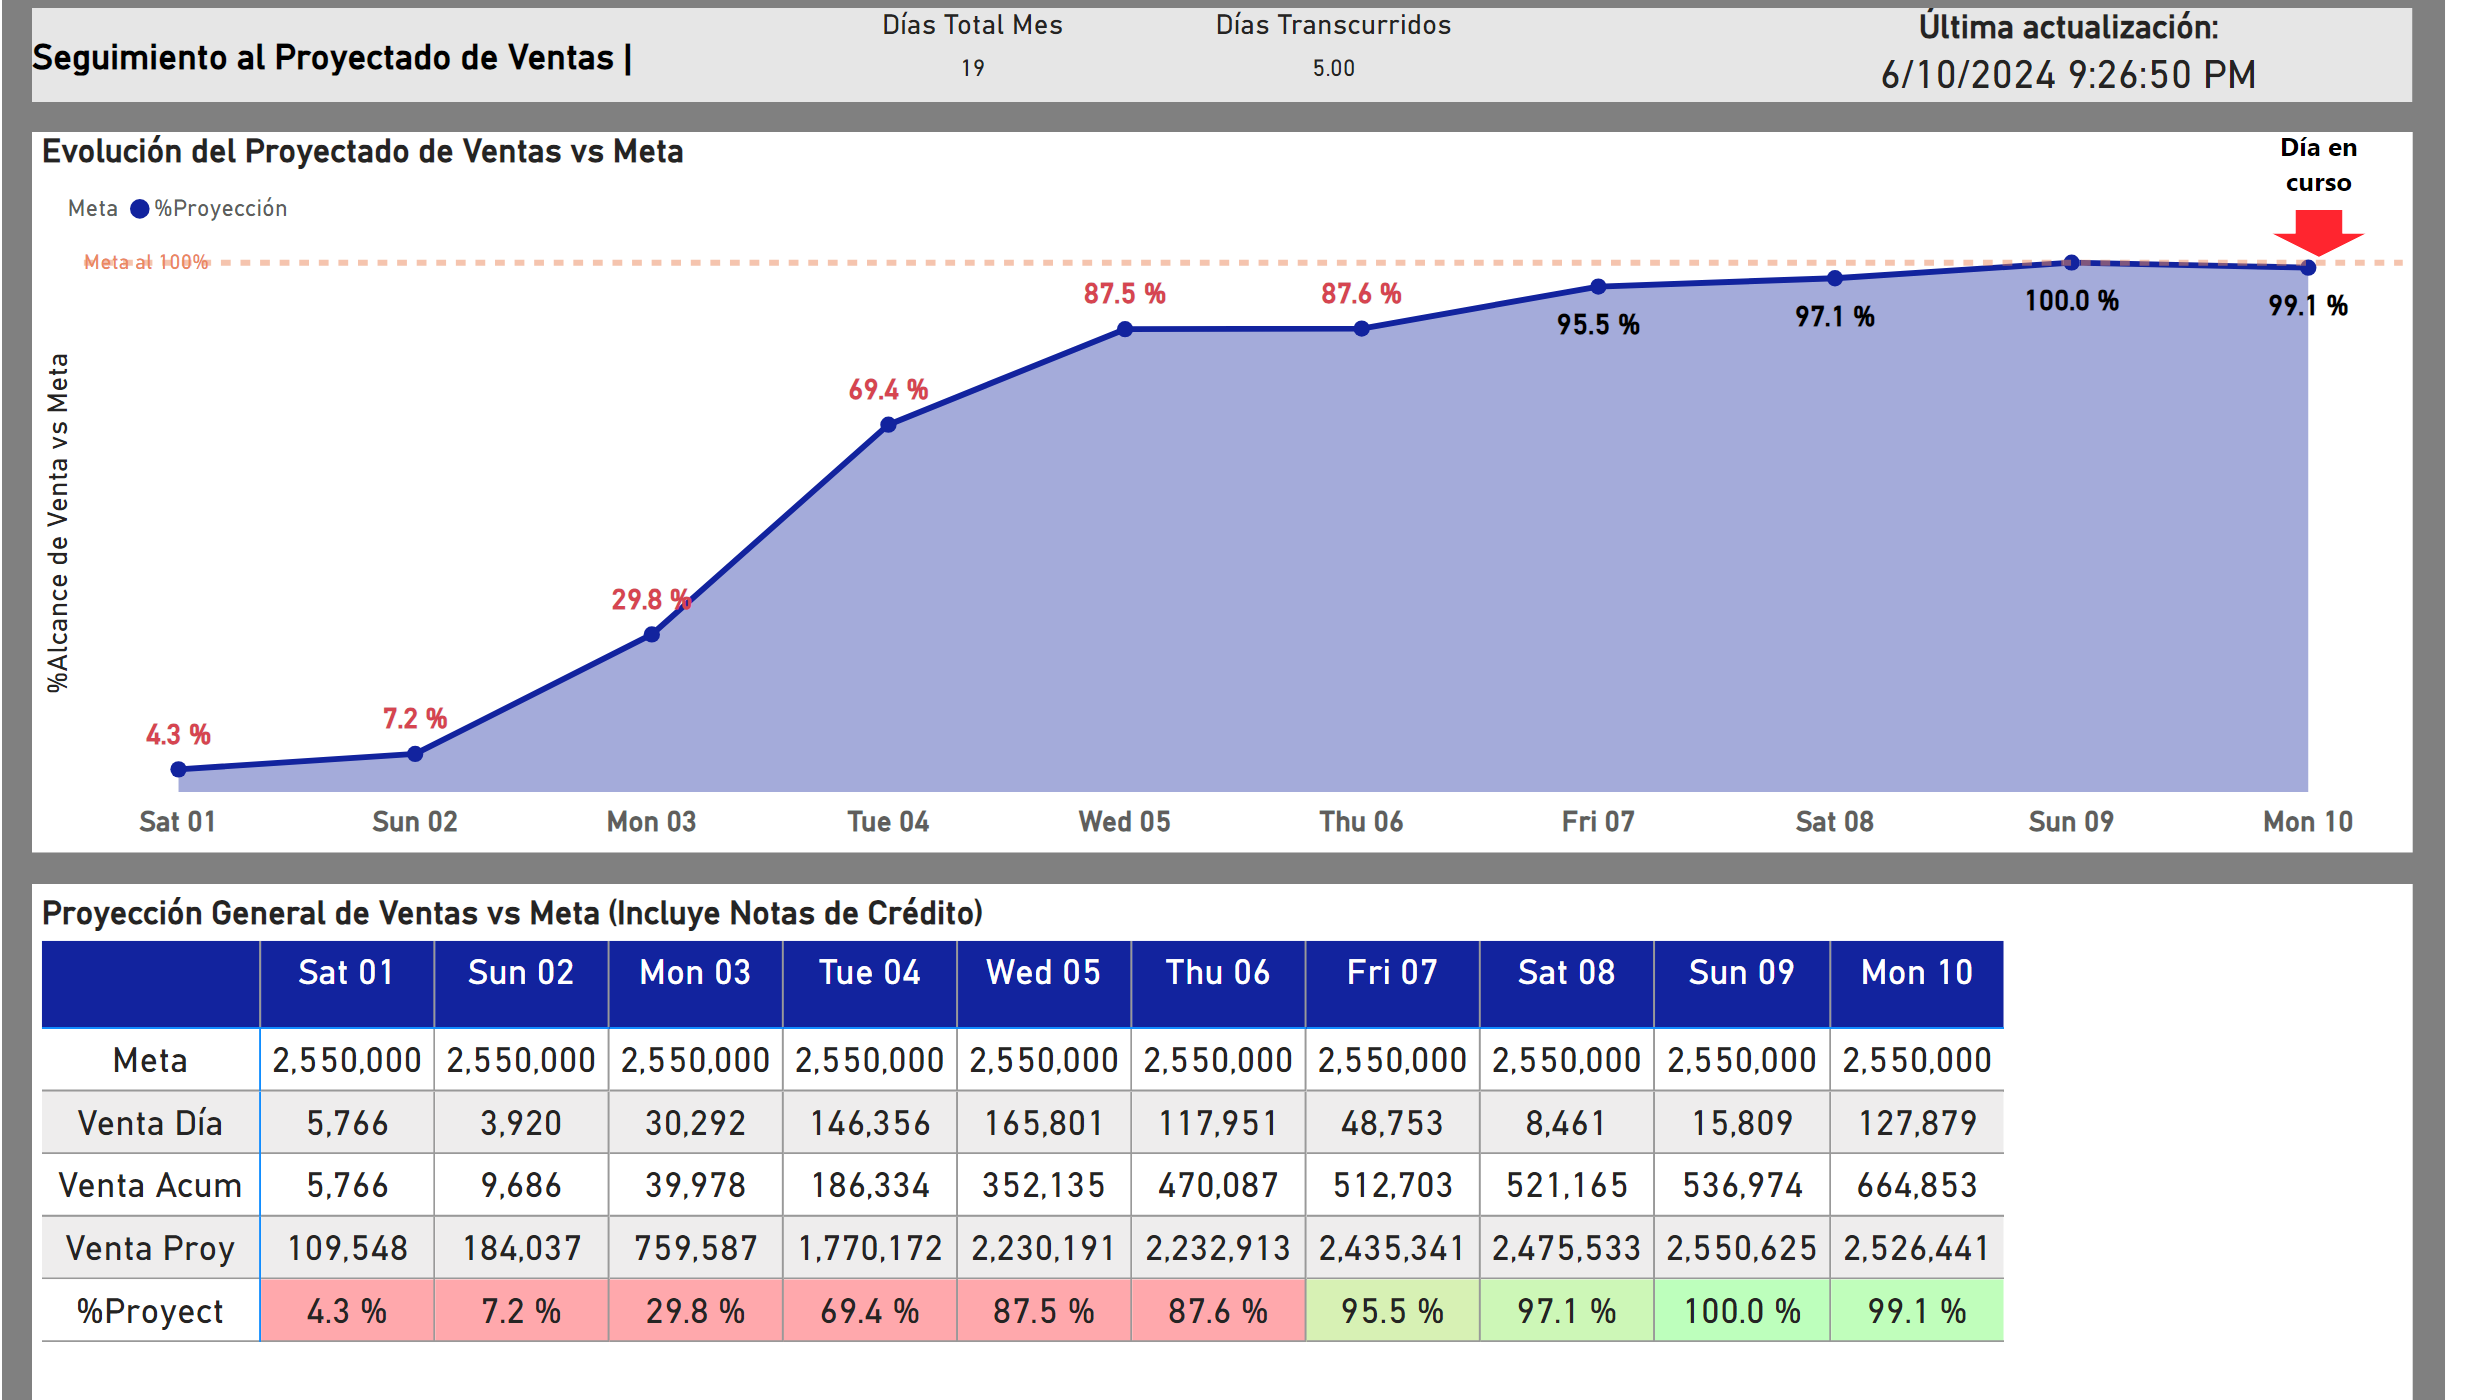 Días Total Mes Días Transcurridos Última actualización:
Seguimiento al Proyectado de Ventas |
19 5.00 6/10/2024 9:26:50 PM
Evolución del Proyectado de Ventas vs Meta
Día en
curso
Meta %Proyección
Meta al 100%
%Alcance de Venta vs Meta
4.3 % 7.2 % 29.8 % 69.4 % 87.5 % 87.6 % 95.5 % 97.1 % 100.0 % 99.1 %
Sat 01 Sun 02 Mon 03 Tue 04 Wed 05 Thu 06 Fri 07 Sat 08 Sun 09 Mon 10
Proyección General de Ventas vs Meta (Incluye Notas de Crédito)
Sat 01 Sun 02 Mon 03 Tue 04 Wed 05 Thu 06 Fri 07 Sat 08 Sun 09 Mon 10
Meta 2,550,000 2,550,000 2,550,000 2,550,000 2,550,000 2,550,000 2,550,000 2,550,000 2,550,000 2,550,000
Venta Día 5,766 3,920 30,292 146,356 165,801 117,951 48,753 8,461 15,809 127,879
Venta Acum 5,766 9,686 39,978 186,334 352,135 470,087 512,703 521,165 536,974 664,853
Venta Proy 109,548 184,037 759,587 1,770,172 2,230,191 2,232,913 2,435,341 2,475,533 2,550,625 2,526,441
%Proyect 4.3 % 7.2 % 29.8 % 69.4 % 87.5 % 87.6 % 95.5 % 97.1 % 100.0 % 99.1 %